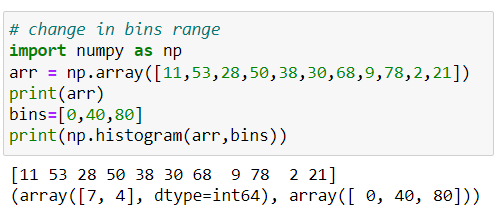 # change in bins range
import numpy as np
arr = np.array([11,53,28,50,38,30,68,9,78,2,21])
print(arr)
bins=[0,40,80]
print(np.histogram(arr,bins))
[11 53 28 50 38 30 68  9 78  2 21]
(array([7, 4], dtype=int64), array([ 0, 40, 80]))